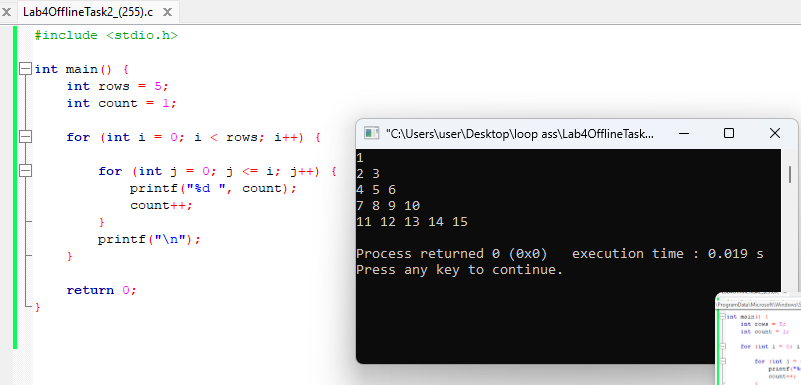 Lab4OfflineTask2_(255).c
#include <stdio.h>
int main() {
int rows = 5;
int count = 1;
for (int i = 0; i < rows; i++) {
for (int j = 0; j <= i; j++) {
printf("%d ", count);
count++;
}
printf("\n");
}
return 0;
}
"C:\Users\user\Desktop\loop ass\Lab4OfflineTask...
1
2 3
4 5 6
7 8 9 10
11 12 13 14 15
Process returned 0 (0x0)   execution time : 0.019 s
Press any key to continue.
\ProgramData\Microsoft\Windows\S
int main() {
int rows = 5;
int count = 1;
for (int i = 0; i
for (int j =
printf("%
count++;
}